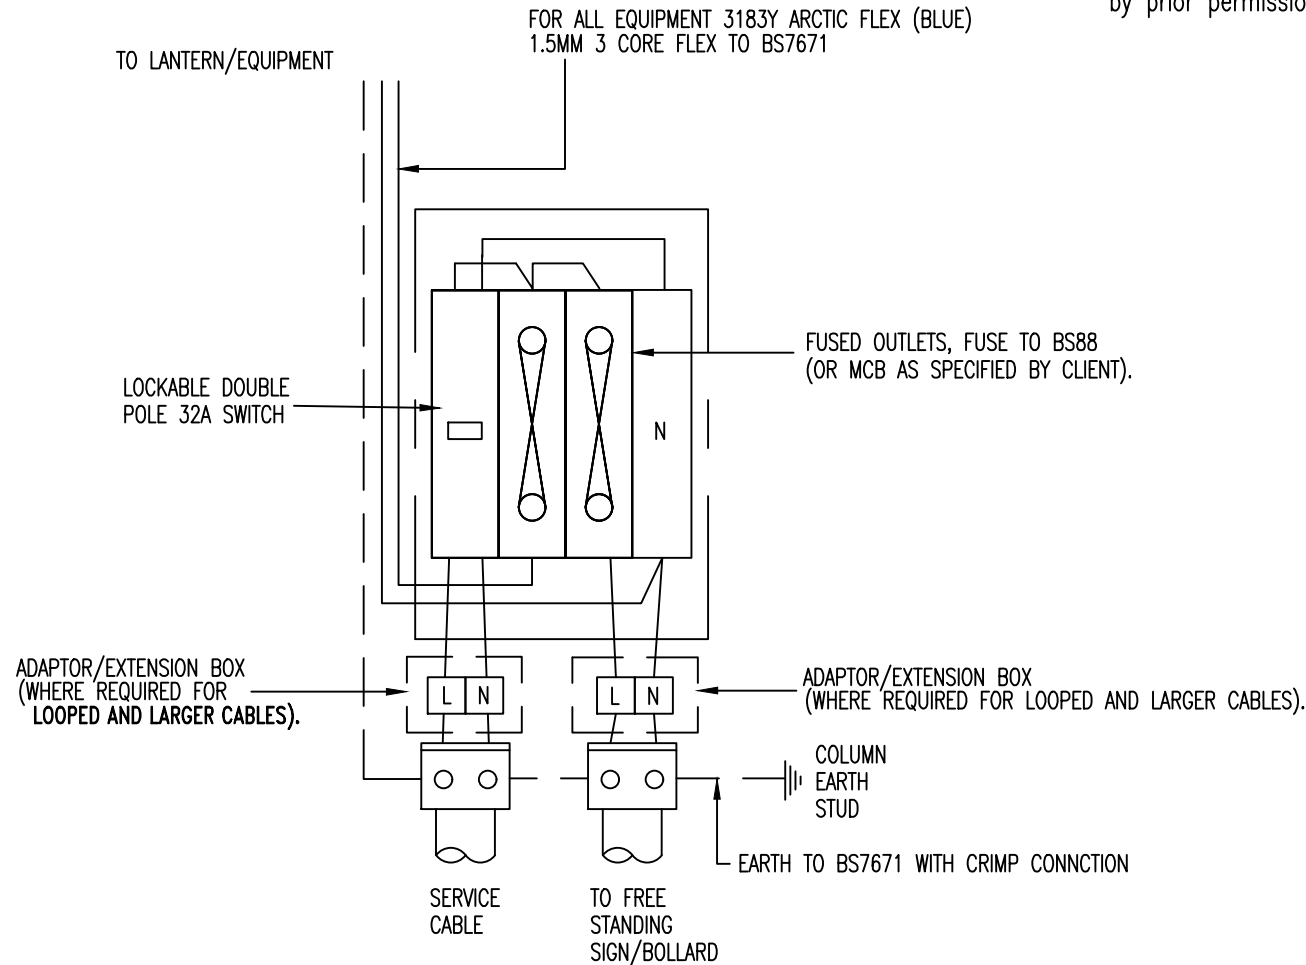 by prior permissio
FOR ALL EQUIPMENT 3183Y ARCTIC FLEX (BLUE)
1.5MM 3 CORE FLEX TO BS7671
TO LANTERN/EQUIPMENT
FUSED OUTLETS, FUSE TO BS88
(OR MCB AS SPECIFIED BY CLIENT).
LOCKABLE DOUBLE
POLE 32A SWITCH
N
ADAPTOR/EXTENSION BOX
(WHERE REQUIRED FOR
LOOPED AND LARGER CABLES).
L N
L N
ADAPTOR/EXTENSION BOX
(WHERE REQUIRED FOR LOOPED AND LARGER CABLES).
COLUMN
EARTH
STUD
EARTH TO BS7671 WITH CRIMP CONNCTION
SERVICE
CABLE
TO FREE
STANDING
SIGN/BOLLARD